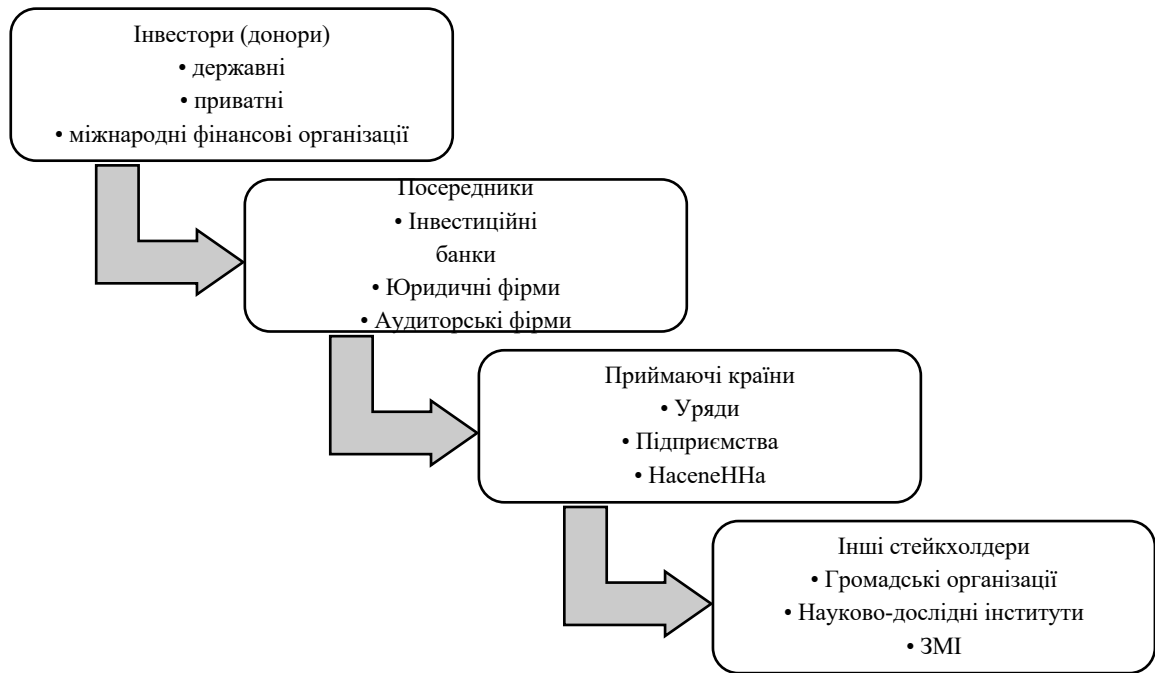 Інвестори (донори)
• державні
• приватні
• міжнародні фінансові організації
Посередники
• Інвестиційні
банки
• Юридичні фірми
• Аудиторські фірми
Приймаючі країни
• Уряди
• Підприємства
• НасeneHHa
Інші стейкхолдери
• Громадські організації
• Науково-дослідні інститути
• ЗМІ